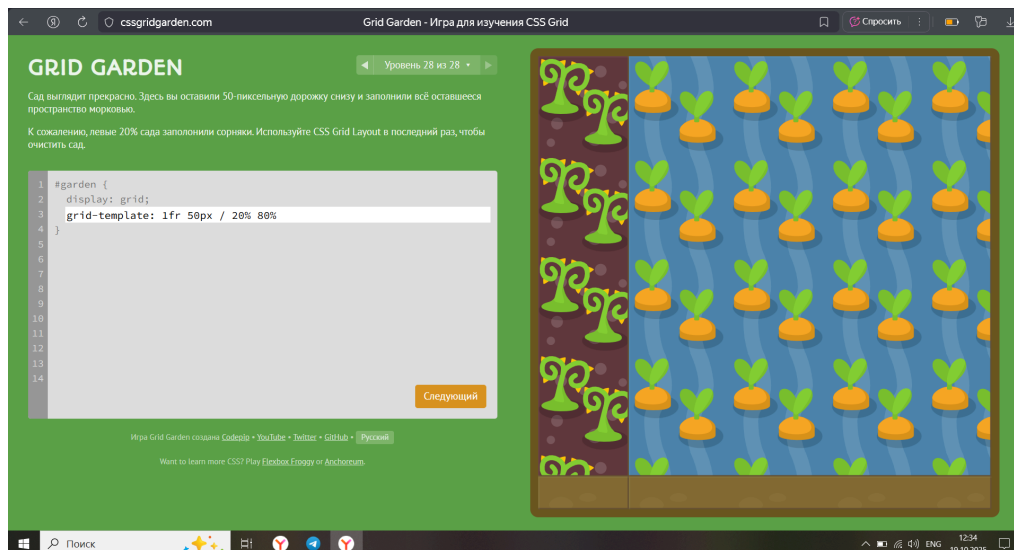 cssgridgarden.com
Grid Garden - Игра для изучения CSS Grid
Спросить
GRID GARDEN
Уровень 28 из 28
Сад выглядит прекрасно. Здесь вы оставили 50-пиксельную дорожку снизу и заполнили всё оставшееся
пространство морковью.
К сожалению, левые 20% сада заполонили сорняки. Используйте CSS Grid Layout в последний раз, чтобы
очистить сад.
1 #garden {
2 display: grid;
3 grid-template: 1fr 50px / 20% 80%
4 }
5
6
7
8
9
10
11
12
13
14
Следующий
Игра Grid Garden создана Codepip • YouTube • Twitter • GitHub • Русский
Want to learn more CSS? Play Flexbox Froggy or Anchoreum.
Поиск
ENG
12:34
19.10.2025